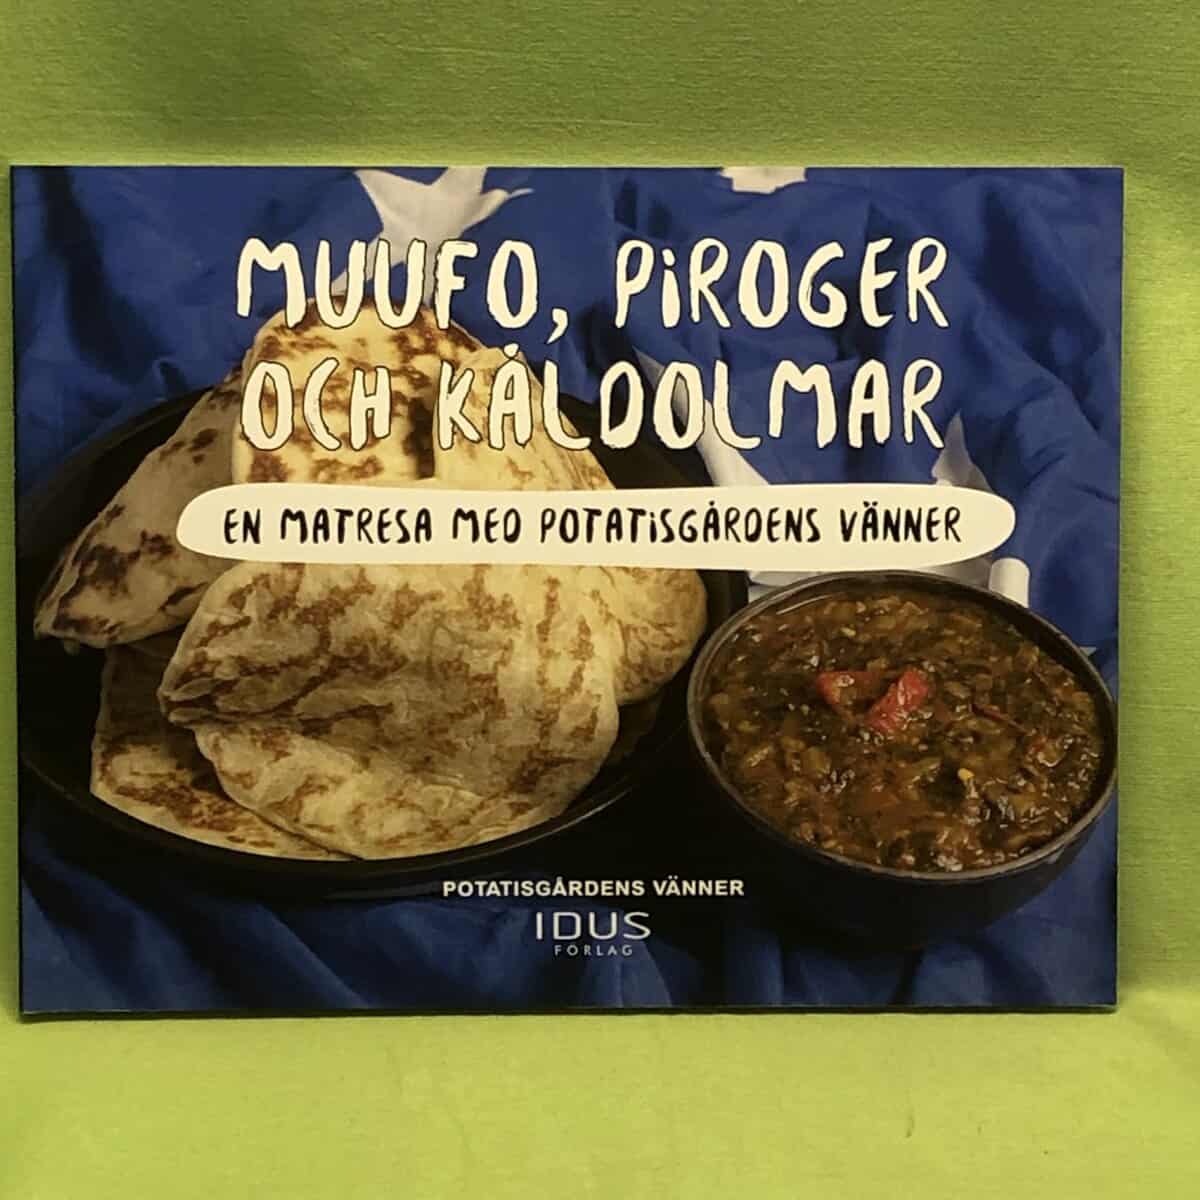 MUUFO, PiROGER
OCH KÅLDOLMAR
EN MATRESA MED POTATiSGÅRDENS VÄNNER
POTATISGÅRDENS VÄNNER
IDUS
FÖRLAG